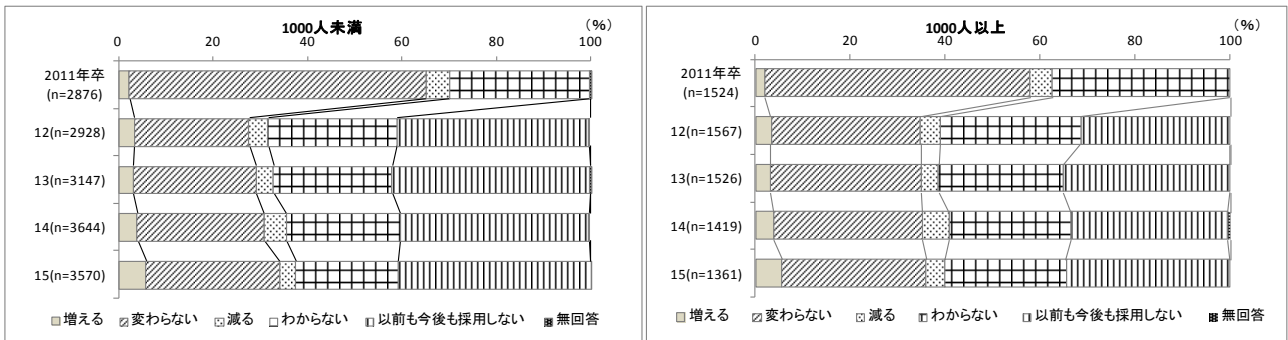 1000人未満
(%)
0 20 40 60 80 100
2011年卒
(n=2876)
12(n=2928)
13(n=3147)
14(n=3644)
15(n=3570)
増える 変わらない 減る わからない 以前も今後も採用しない 無回答
1000人以上
(%)
0 20 40 60 80 100
2011年卒
(n=1524)
12(n=1567)
13(n=1526)
14(n=1419)
15(n=1361)
増える 変わらない 減る わからない 以前も今後も採用しない 無回答